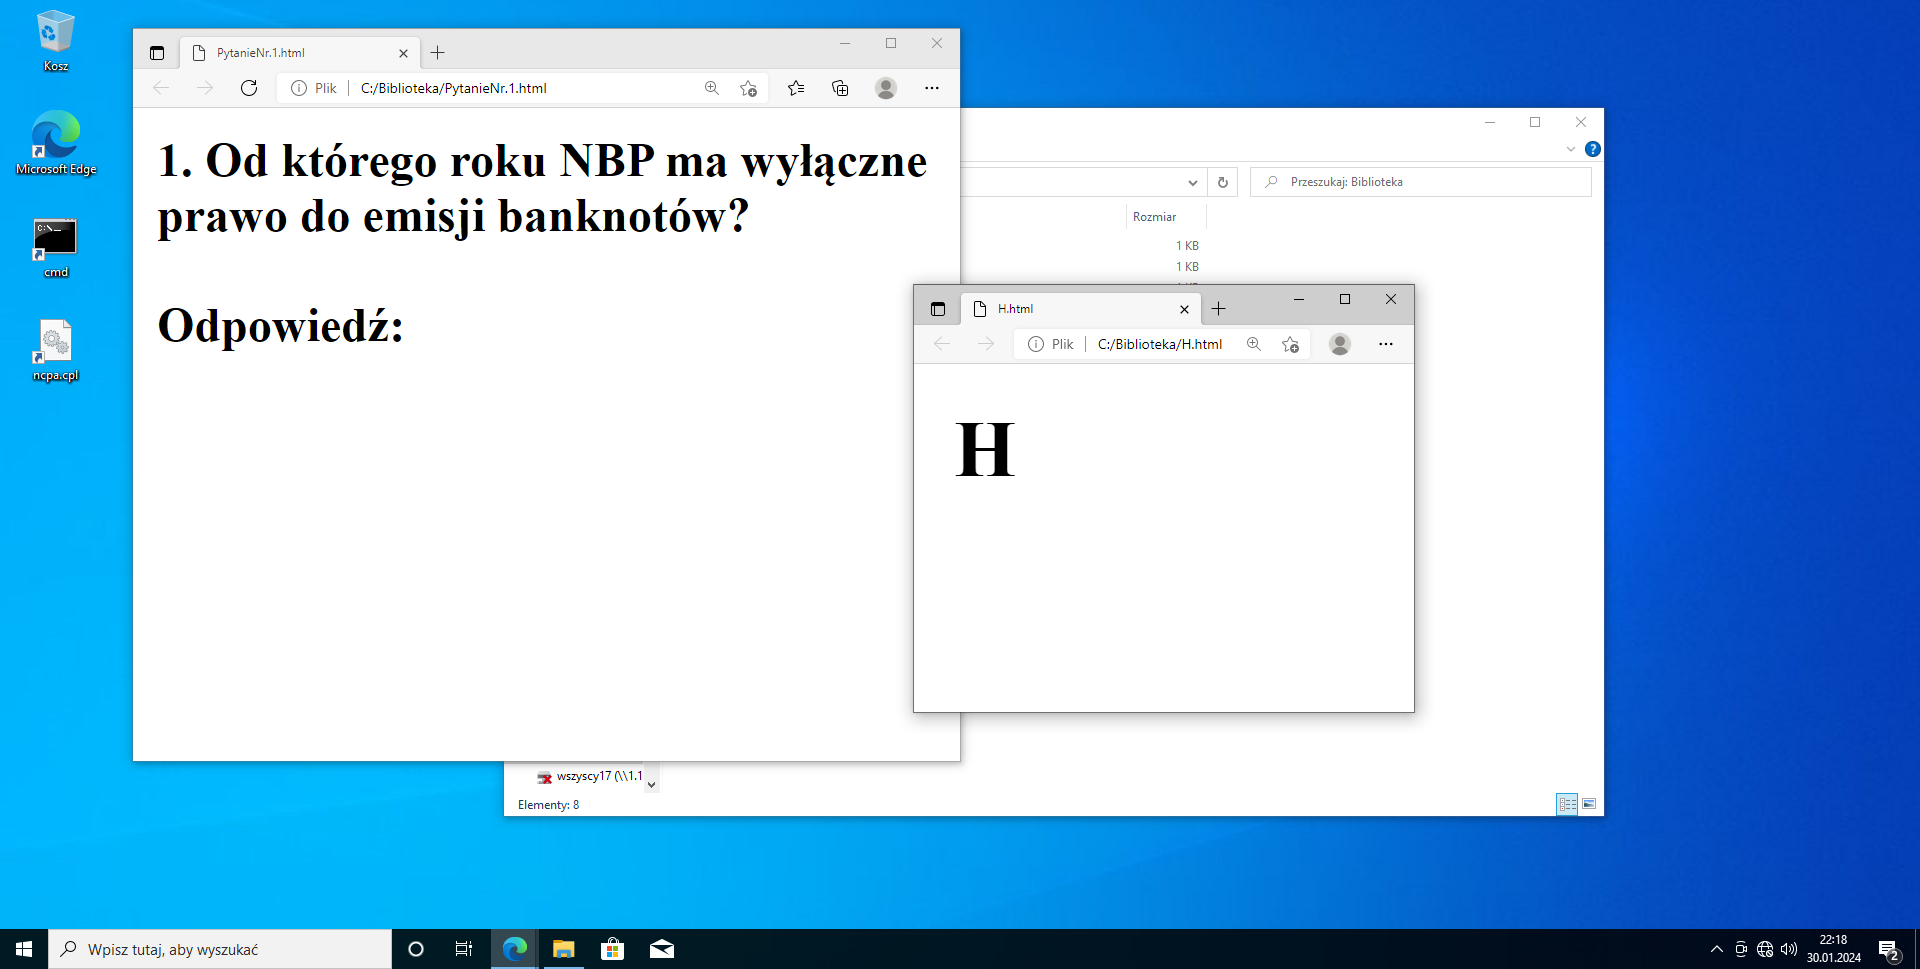 Kosz
Microsoft Edge
cmd
ncpa.cpl
PytanieNr.1.html
Plik
C:/Biblioteka/PytanieNr.1.html
1. Od którego roku NBP ma wyłączne
prawo do emisji banknotów?
Odpowiedź:
Przeszukaj: Biblioteka
Rozmiar
1 KB
1 KB
H.html
Plik
C:/Biblioteka/H.html
H
wszyscy17 (\\1.1
Elementy: 8
Wpisz tutaj, aby wyszukać
22:18
30.01.2024
2